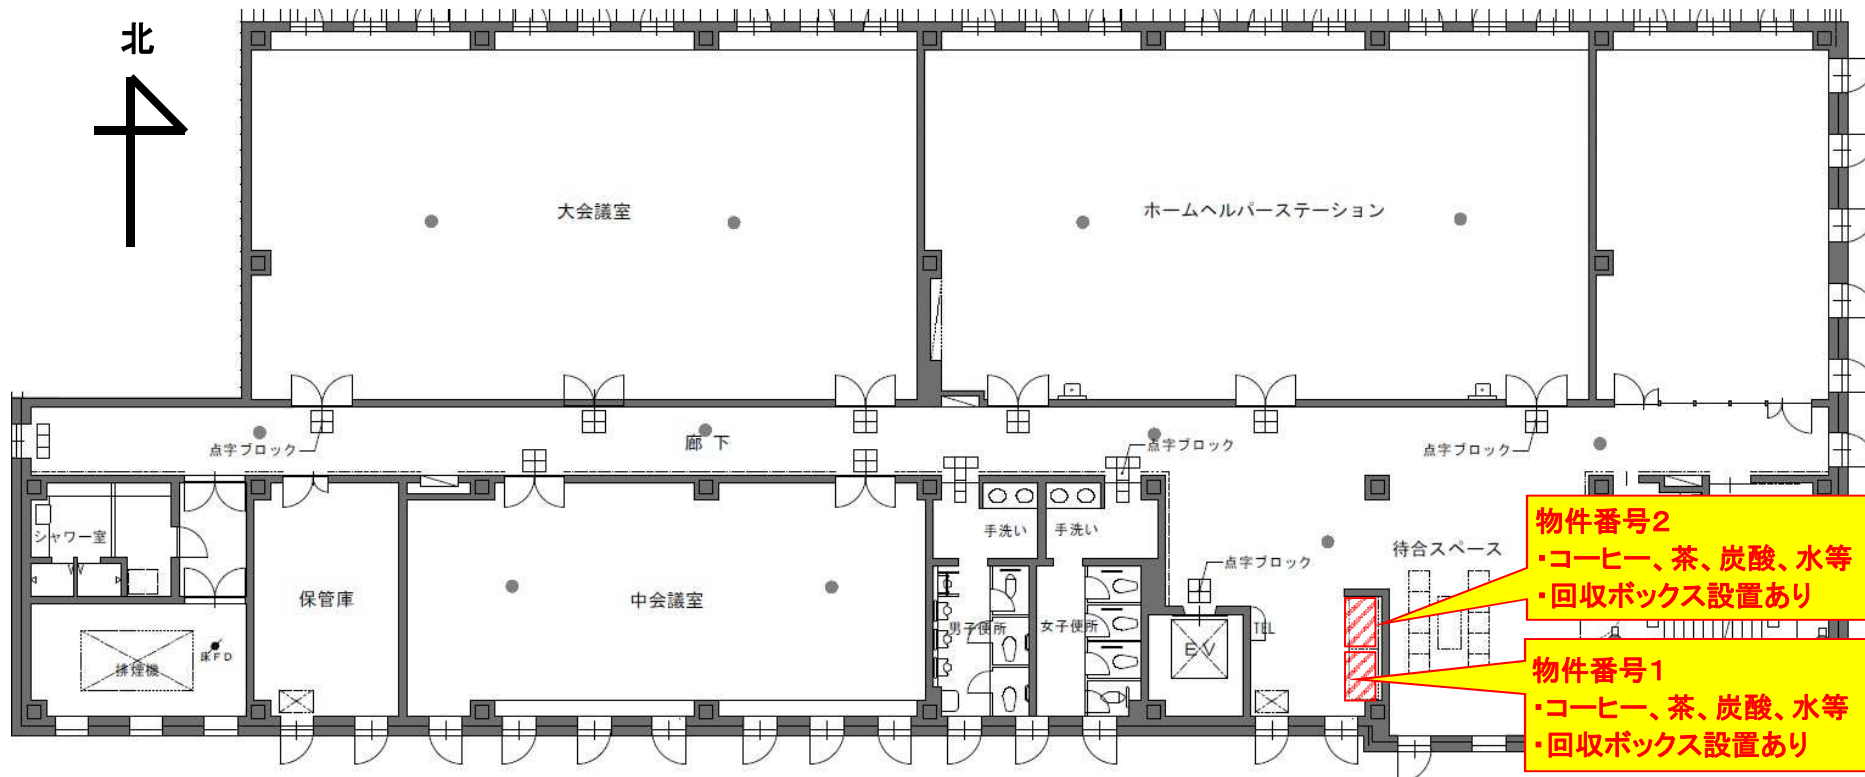 北
大会議室
ホームヘルパーステーション
点字ブロック
廊下
点字ブロック
点字ブロック
シャワー室
手洗い
手洗い
待合スペース
物件番号2
・コーヒー、茶、炭酸、水等
・回収ボックス設置あり
点字ブロック
保管庫
中会議室
男子便所
女子便所
TEL
EV
床FD
排煙機
物件番号1
・コーヒー、茶、炭酸、水等
・回収ボックス設置あり